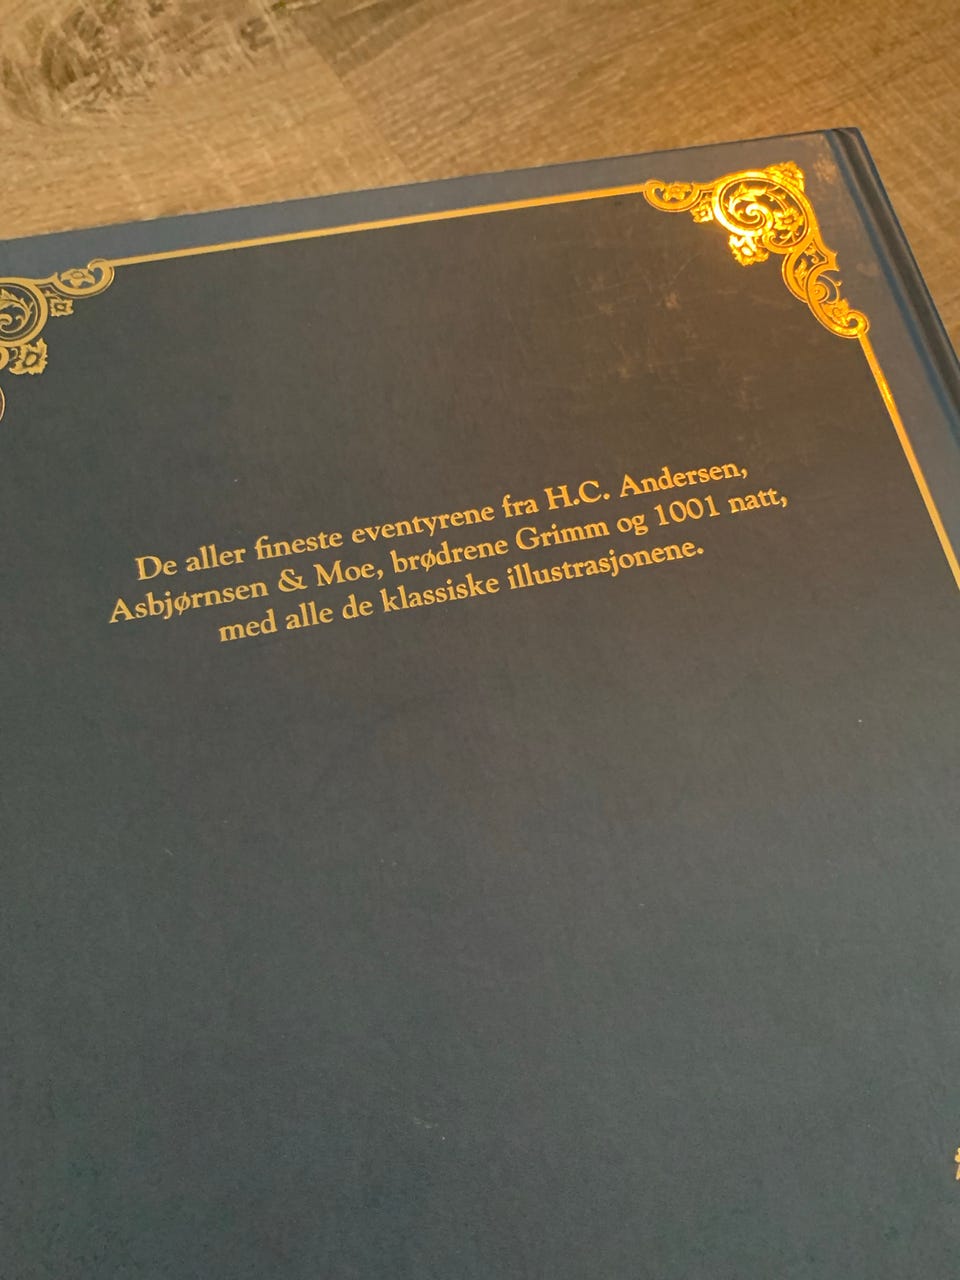 De aller fineste eventyrene fra H.C. Andersen,
Asbjørnsen & Moe, brødrene Grimm og 1001 natt,
med alle de klassiske illustrasjonene.